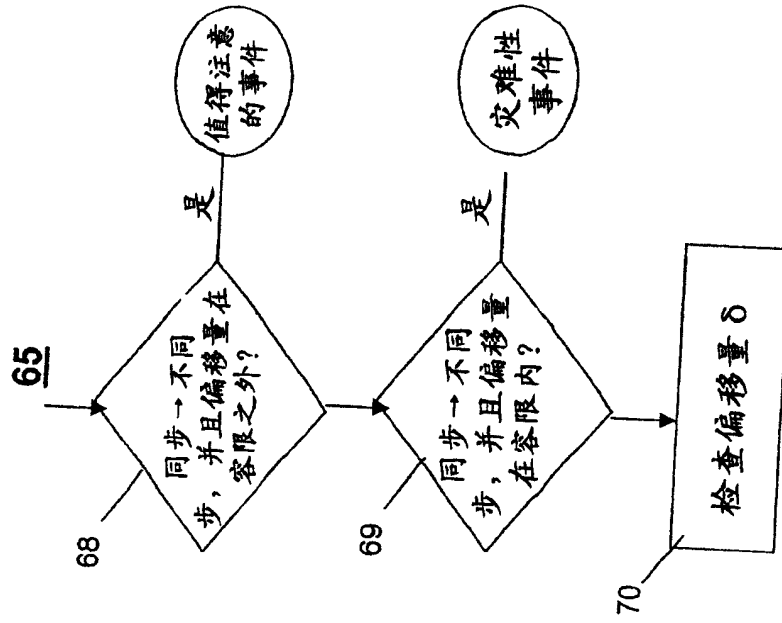 65
同步→不同
步，并且偏移量在
容限之外？
68
是
值得注意
的事件
同步→不同
步，并且偏移量
在容限内？
69
是
灾难性
事件
检查偏移量 δ
70